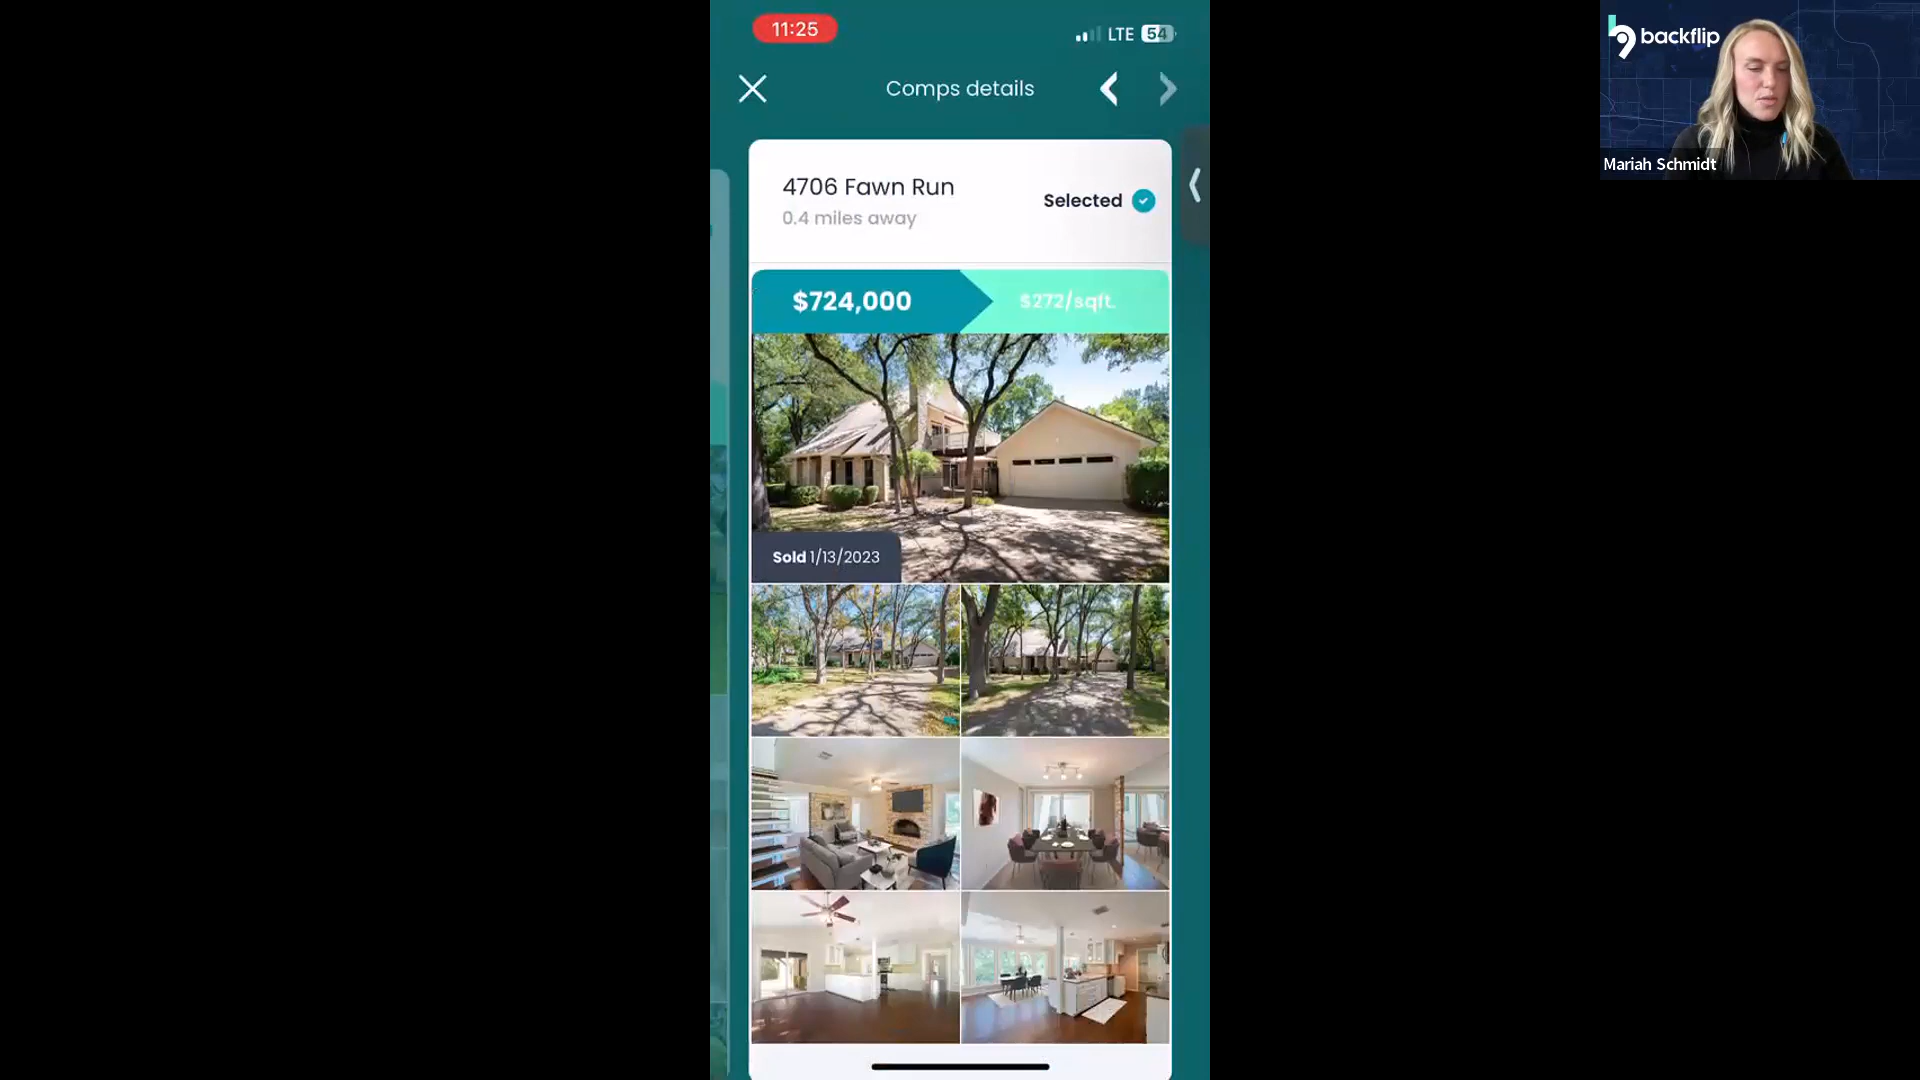 11:25
LTE 54
Comps details
4706 Fawn Run
0.4 miles away
Selected
$724,000
$272/sqft.
Sold 1/13/2023
backflip
Mariah Schmidt